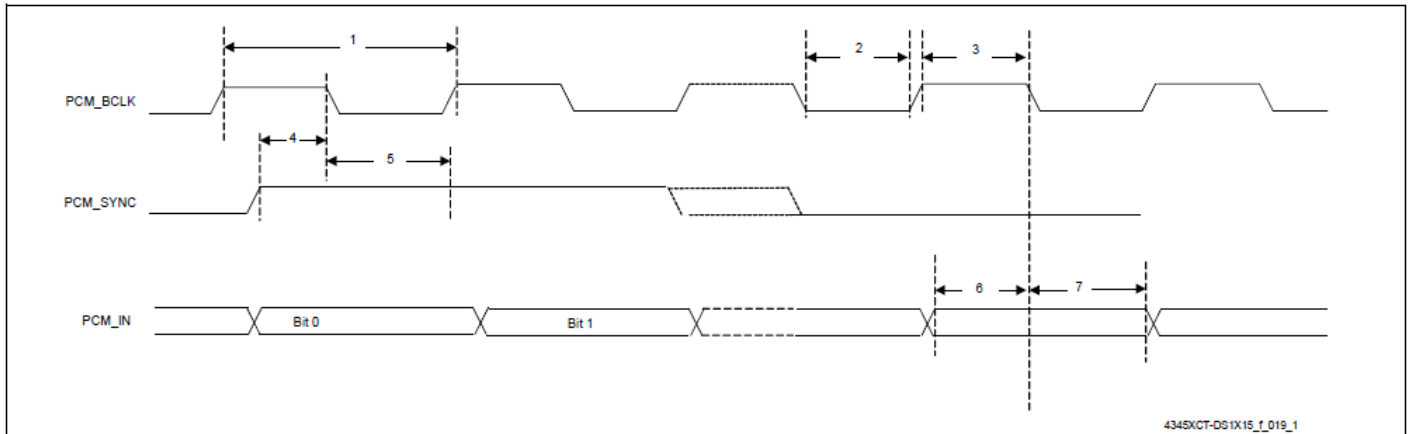 1
2
3
PCM_BCLK
4
5
PCM_SYNC
6
7
PCM_IN
Bit 0
Bit 1
4345XCT-DS1X15_f_019_1